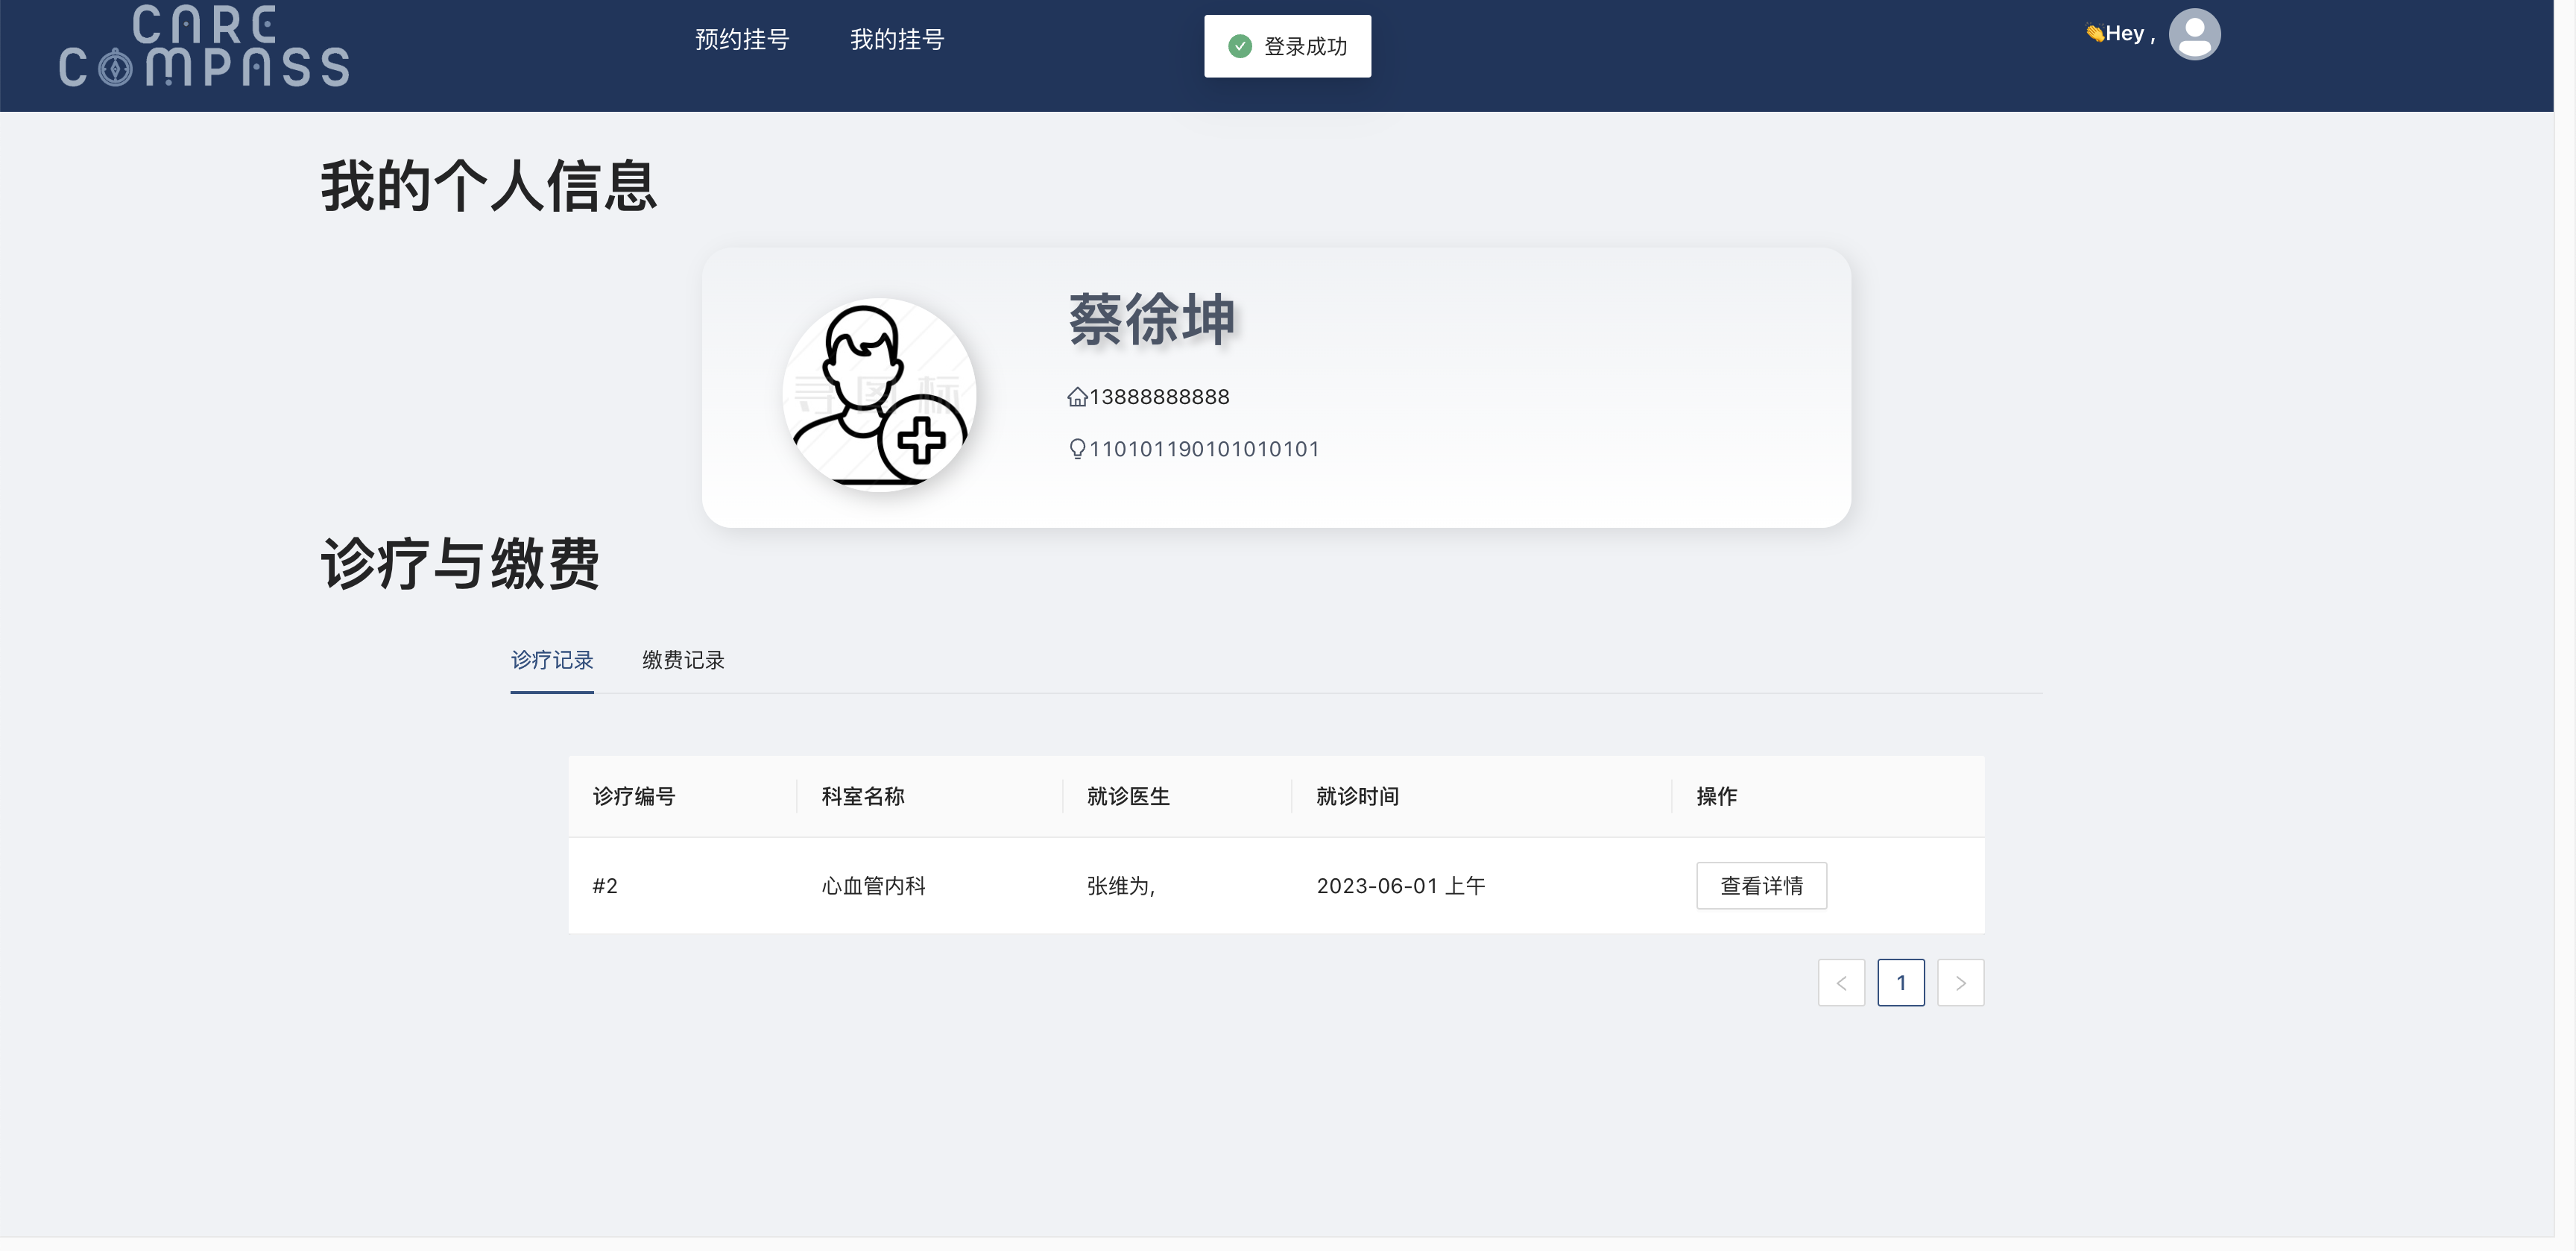 CARE
COMPASS
预约挂号
我的挂号
登录成功
👏Hey ,
我的个人信息
寻图标
蔡徐坤
13888888888
110101190101010101
诊疗与缴费
诊疗记录 缴费记录
诊疗编号 科室名称 就诊医生 就诊时间 操作
#2 心血管内科 张维为, 2023-06-01 上午 查看详情
1